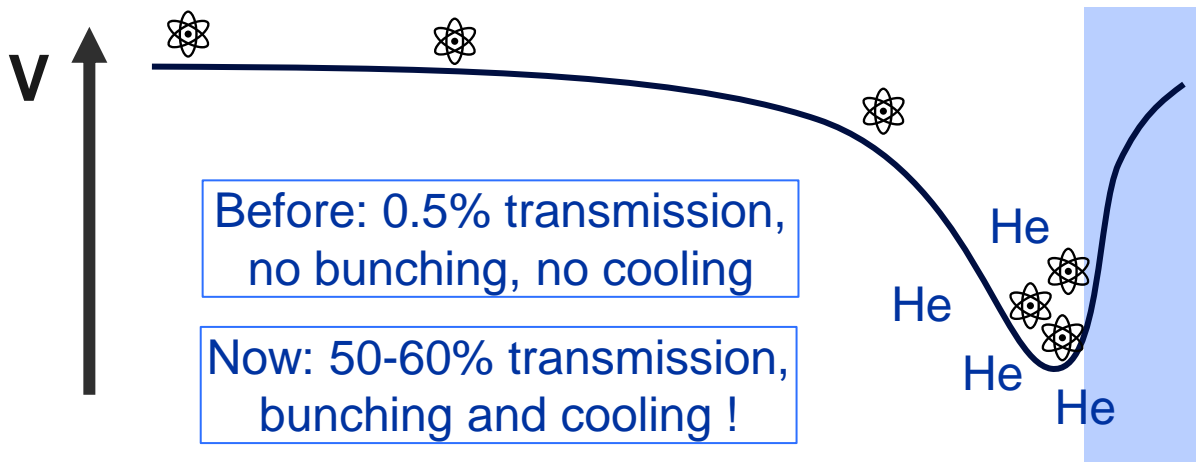 V
Before: 0.5% transmission,
no bunching, no cooling
Now: 50-60% transmission,
bunching and cooling !
He
He
He
He